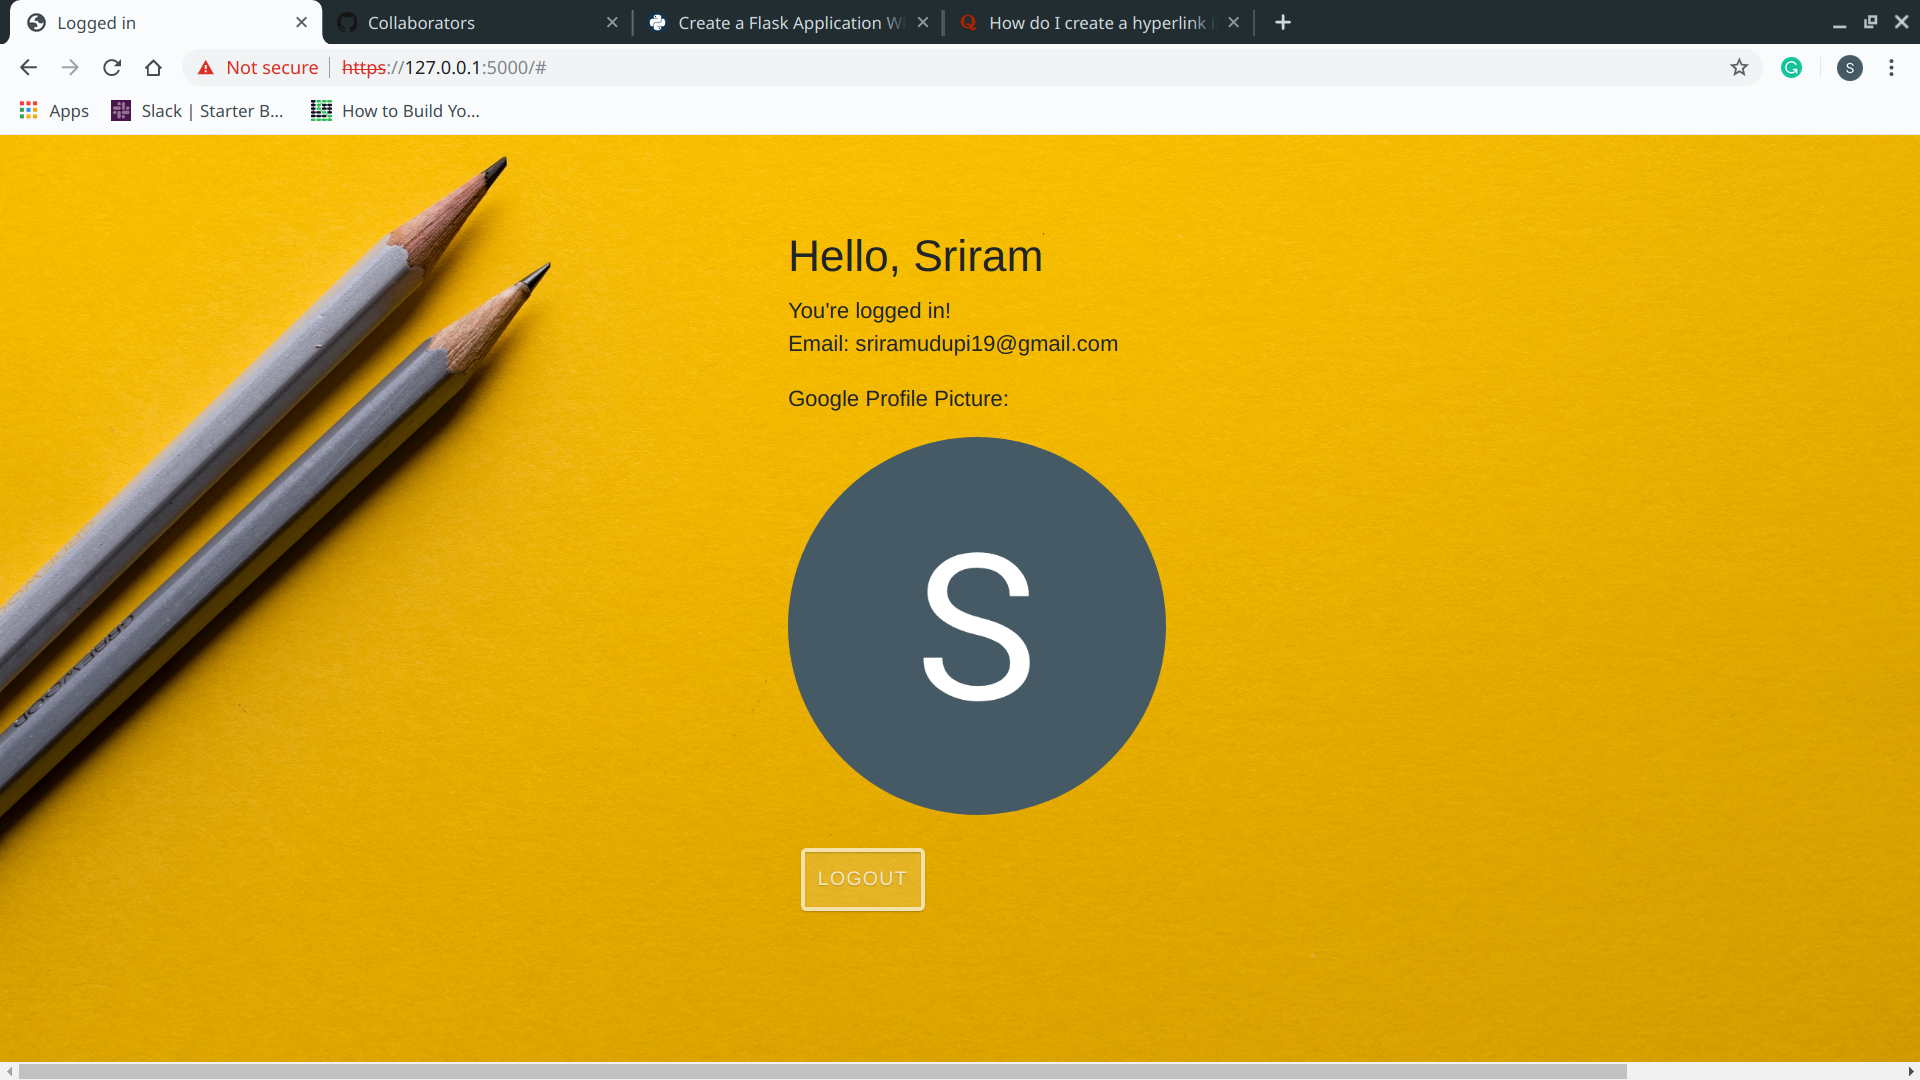 Logged in
Collaborators
Create a Flask Application W
How do I create a hyperlink i
Not secure
https://127.0.0.1:5000/#
S
Apps
Slack | Starter B...
How to Build Yo...
Hello, Sriram
You're logged in!
Email: sriramudupi19@gmail.com
Google Profile Picture:
S
LOGOUT